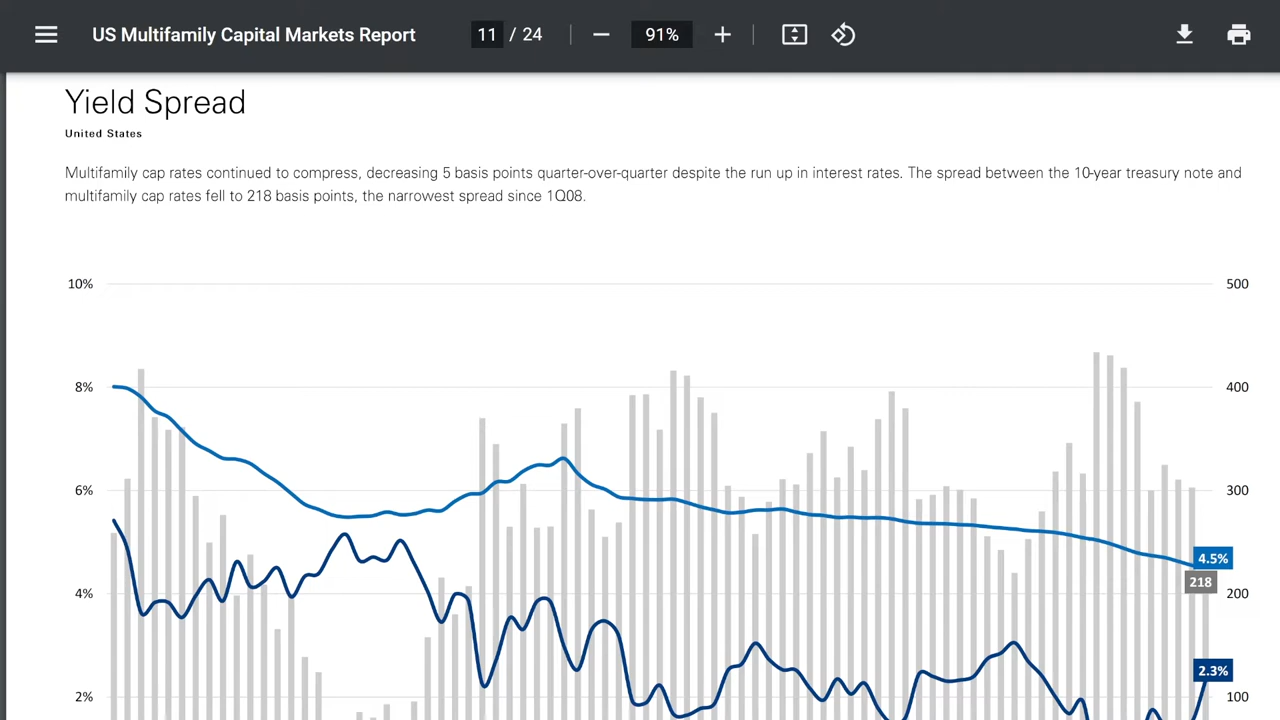 US Multifamily Capital Markets Report 11 / 24 91%
Yield Spread
United States
Multifamily cap rates continued to compress, decreasing 5 basis points quarter-over-quarter despite the run up in interest rates. The spread between the 10-year treasury note and
multifamily cap rates fell to 218 basis points, the narrowest spread since 1Q08.
10% 500
8% 400
6% 300
4.5%
218
4% 200
2.3%
2% 100